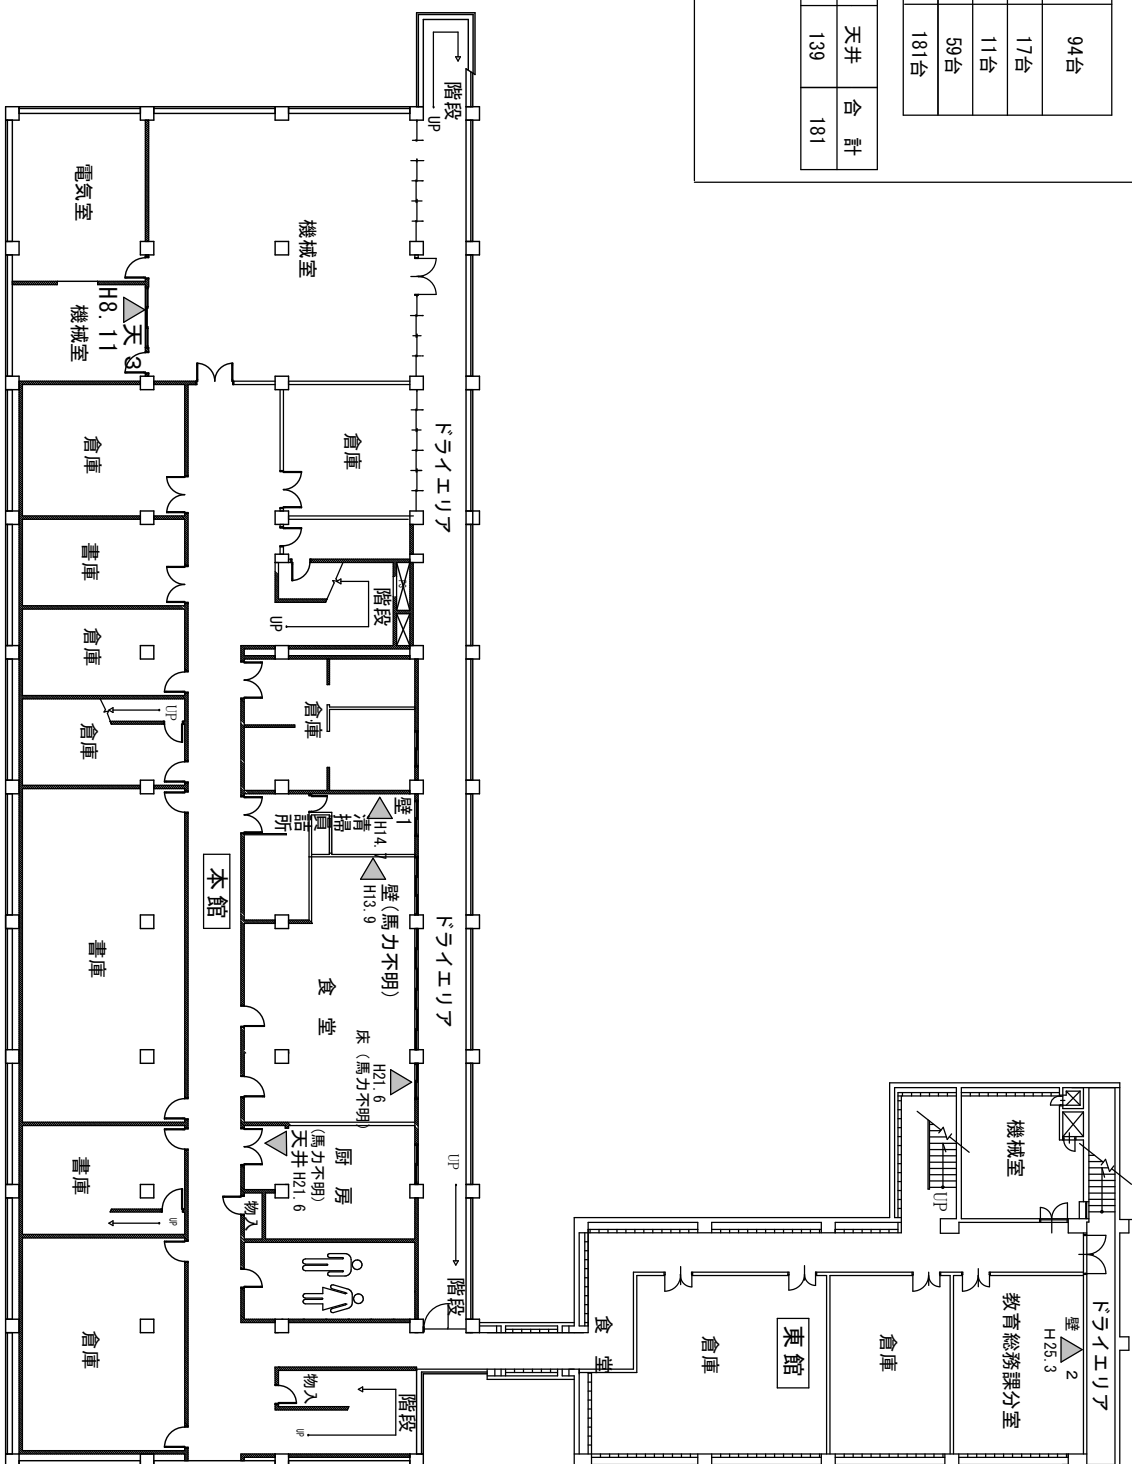 94台
17台
11台
59台
181台
天井 合計
139 181
階段
UP
電気室
機械室
天 3
H8.11
機械室
倉庫
倉庫
ドライエリア
書庫
階段
UP
倉庫
UP
倉庫
倉庫
壁1
H14.7
清掃員詰所
壁(馬力不明)
H13.9
本館
書庫
食堂
ドライエリア
H21.6
床(馬力不明)
厨房
(馬力不明)
天井 H21.6
UP
書庫
UP
物入
階段
倉庫
物入
階段
UP
機械室
UP
食堂
倉庫
東館
倉庫
教育総務課分室
壁 2
H25.3
ドライエリア